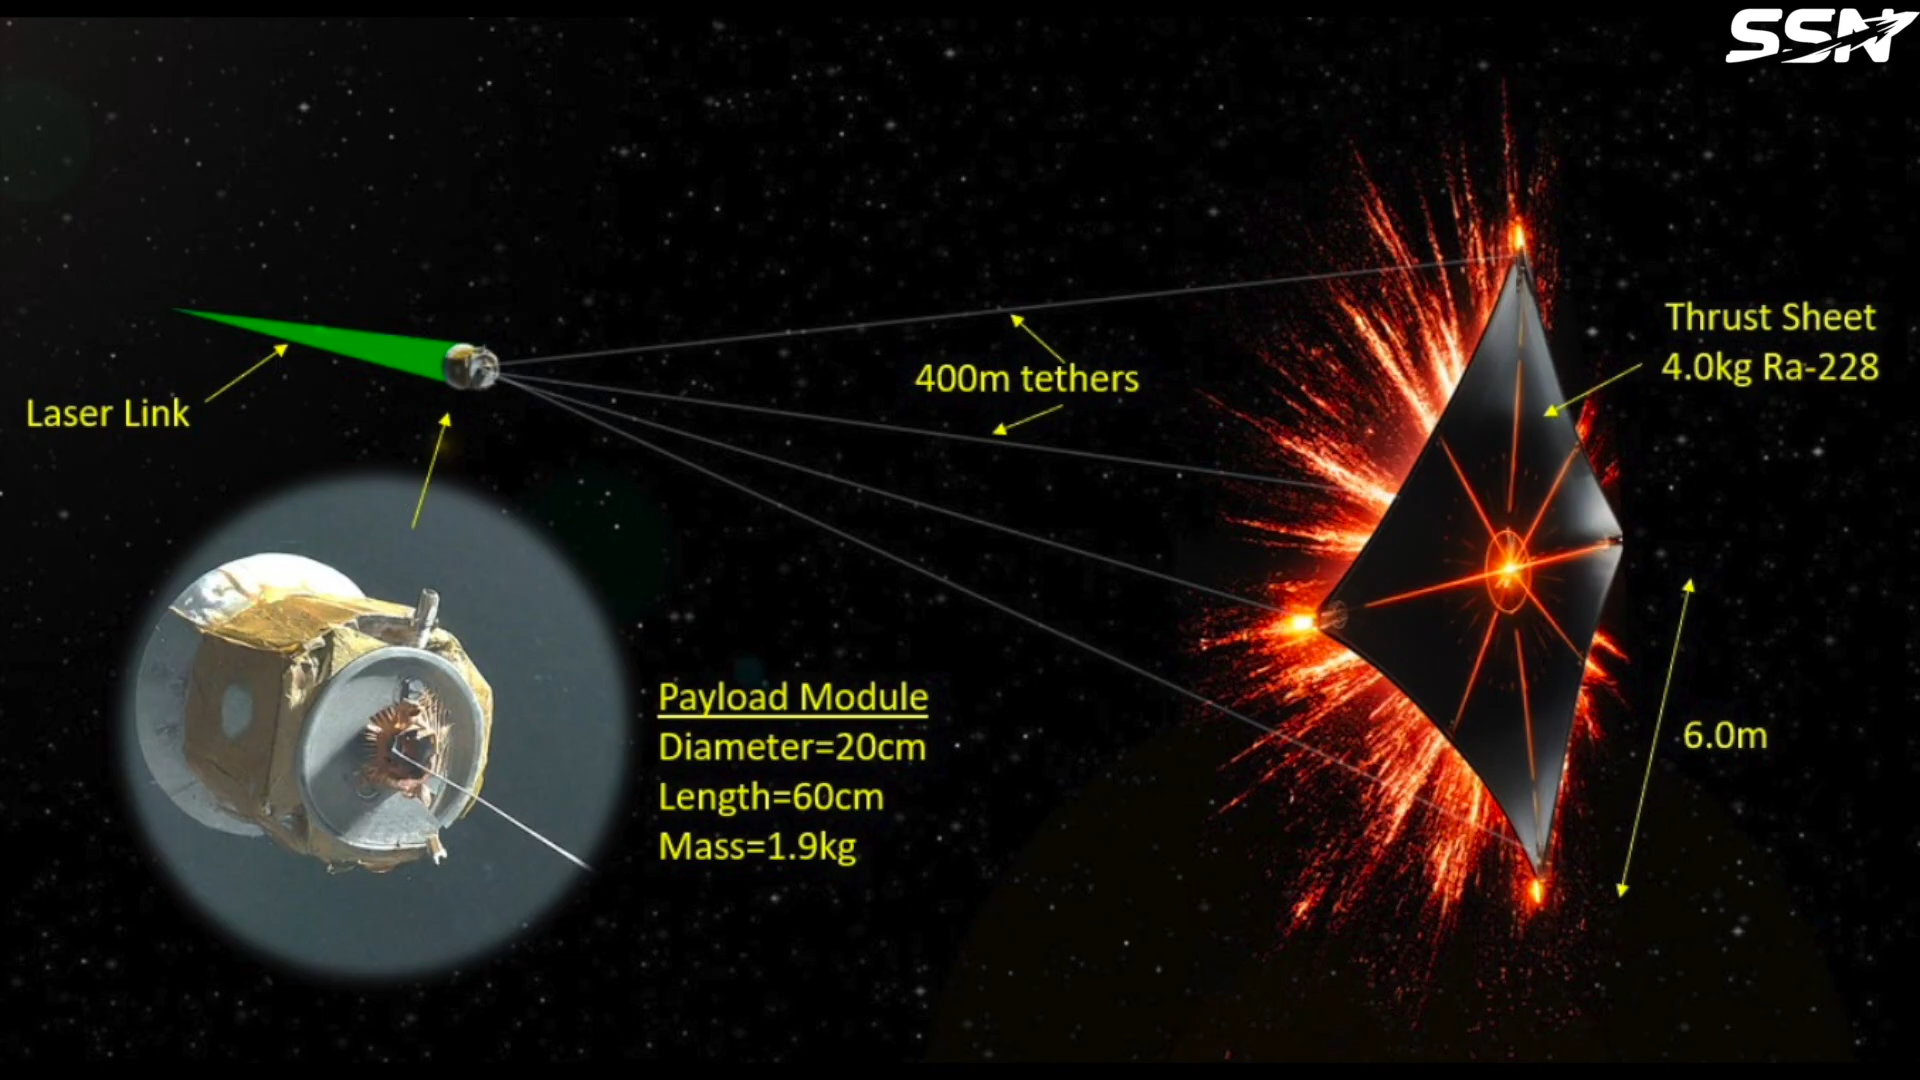 SSN
Thrust Sheet
4.0kg Ra-228
400m tethers
Laser Link
Payload Module
Diameter=20cm
Length=60cm
Mass=1.9kg
6.0m